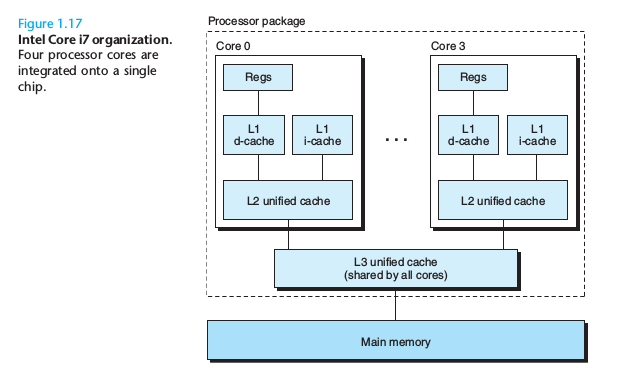 Figure 1.17
Intel Core i7 organization.
Four processor cores are
integrated onto a single
chip.
Processor package
Core 0
Regs
L1
d-cache
L1
i-cache
L2 unified cache
. . .
Core 3
Regs
L1
d-cache
L1
i-cache
L2 unified cache
L3 unified cache
(shared by all cores)
Main memory